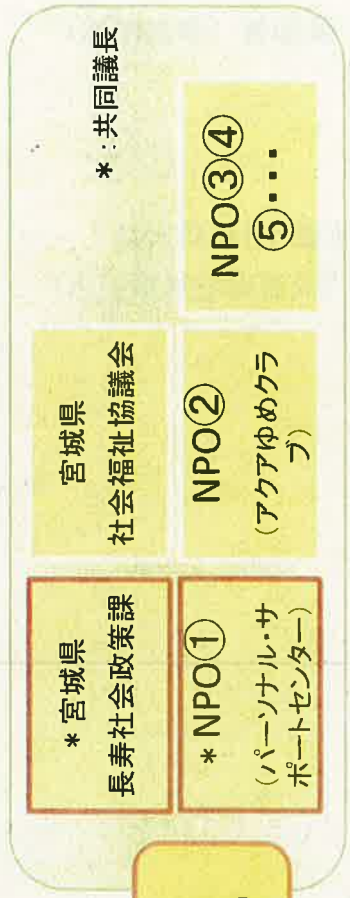 *:共同議長
*宮城県
長寿社会政策課
宮城県
社会福祉協議会
*NPO①
(パーソナル・サ
ポートセンター)
NPO②
(アクアゆめクラ
ブ)
NPO③④
⑤・・・